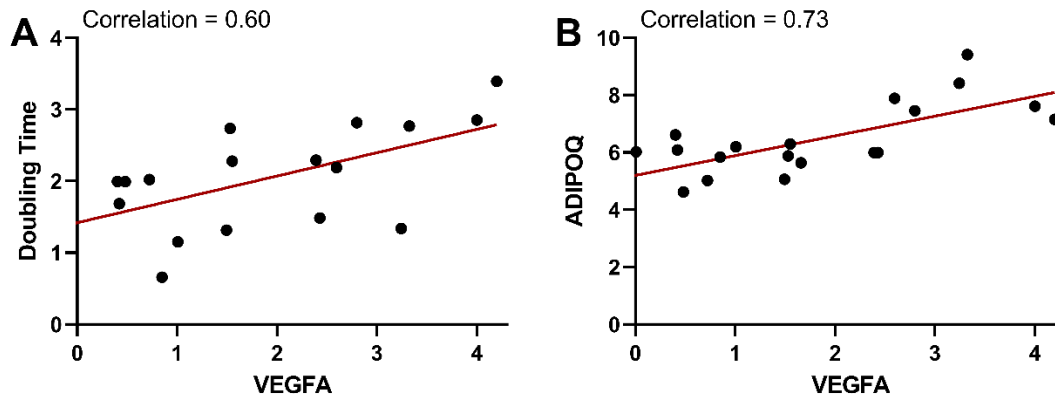 A
Correlation = 0.60
Doubling Time
4
3
2
1
0
0 1 2 3 4
VEGFA
B
Correlation = 0.73
ADIPOQ
10
8
6
4
2
0
0 1 2 3 4
VEGFA